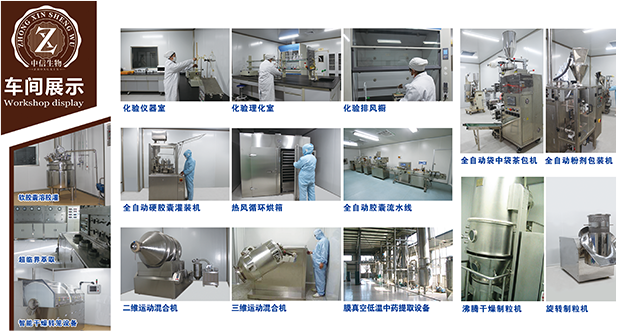 ZHONG XIN SHENG WU
中信生物
车间展示
Workshop display
化验仪器室
化验理化室
化验排风橱
全自动袋中袋茶包机
全自动粉剂包装机
软胶囊溶胶灌
全自动硬胶囊灌装机
热风循环烘箱
全自动胶囊流水线
超临界萃取
智能干燥转笼设备
二维运动混合机
三维运动混合机
膜真空低温中药提取设备
沸腾干燥制粒机
旋转制粒机